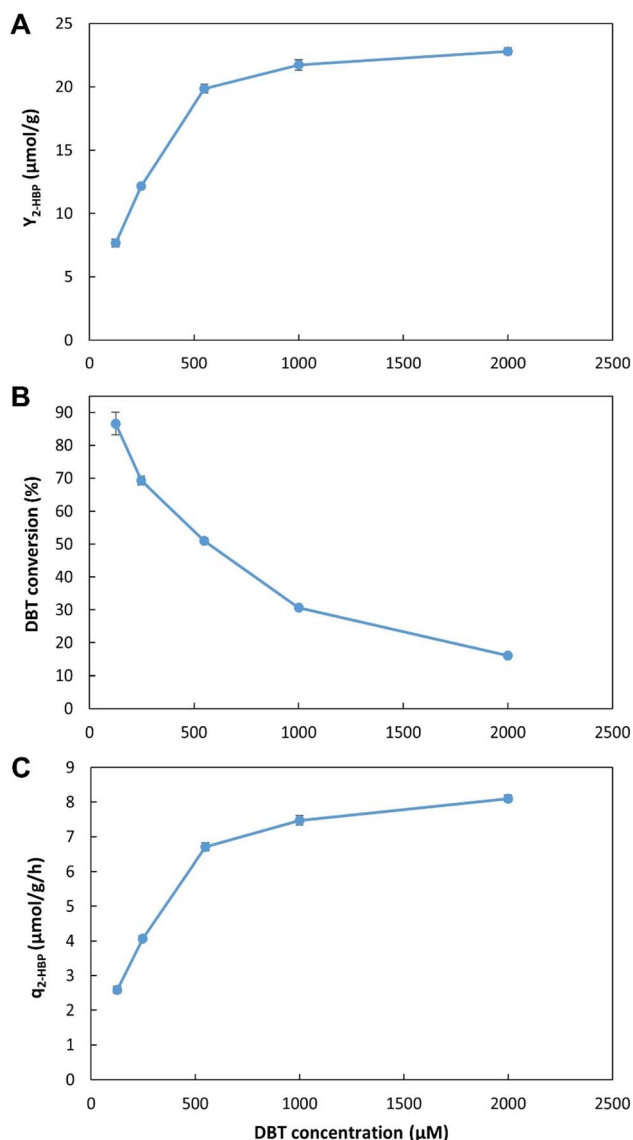 A
25
20
15
10
5
0
Y2-HBP (µmol/g)
0 500 1000 1500 2000 2500
B
90
80
70
60
50
40
30
20
10
0
DBT conversion (%)
0 500 1000 1500 2000 2500
C
9
8
7
6
5
4
3
2
1
0
q2-HBP (µmol/g/h)
0 500 1000 1500 2000 2500
DBT concentration (µM)